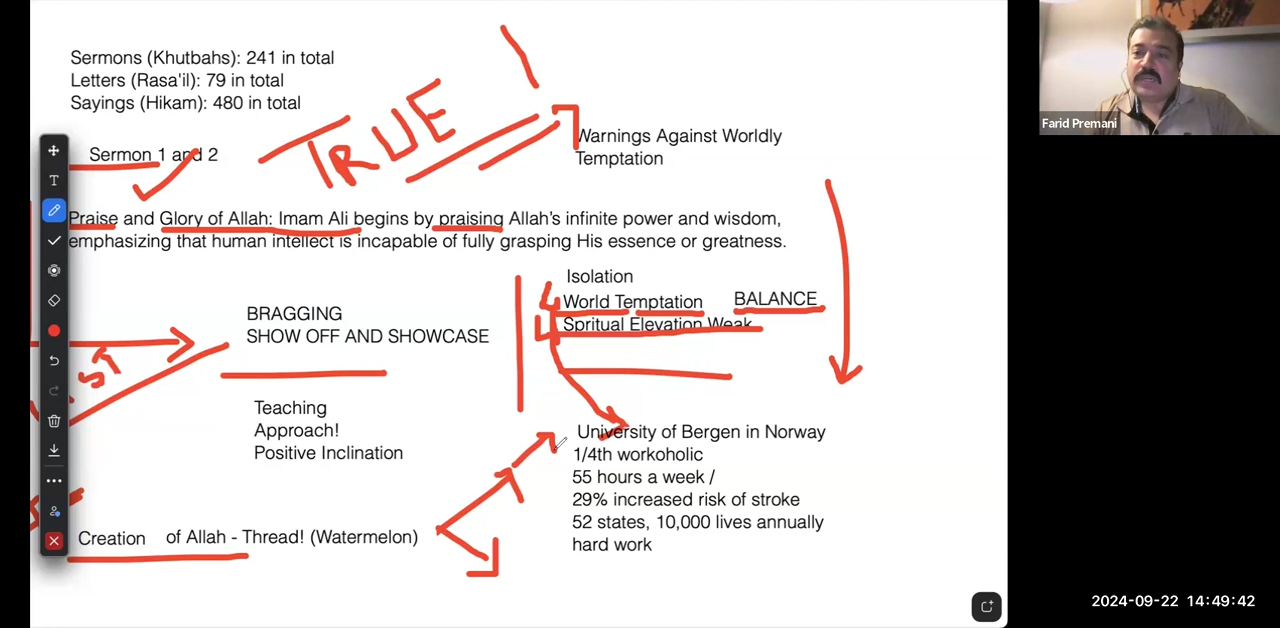 Sermons (Khutbahs): 241 in total
Letters (Rasa'il): 79 in total
Sayings (Hikam): 480 in total
TRUE
Warnings Against Worldly
Temptation
Sermon 1 and 2
Praise and Glory of Allah: Imam Ali begins by praising Allah's infinite power and wisdom,
emphasizing that human intellect is incapable of fully grasping His essence or greatness.
Isolation
World Temptation BALANCE
Spritual Elevation Weak
BRAGGING
SHOW OFF AND SHOWCASE
Teaching
Approach!
Positive Inclination
University of Bergen in Norway
1/4th workoholic
55 hours a week /
29% increased risk of stroke
52 states, 10,000 lives annually
hard work
Creation of Allah - Thread! (Watermelon)
Farid Premani
2024-09-22 14:49:42